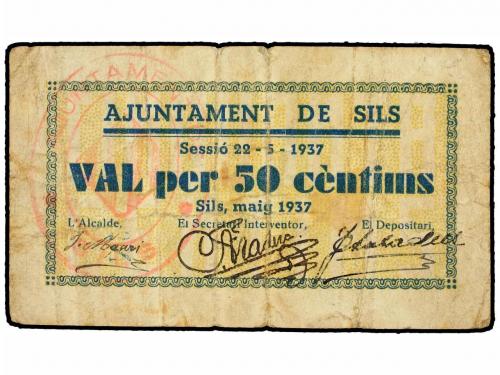 AJUNTAMENT DE SILS
Sessió 22 - 5 - 1937
VAL per 50 cèntims
Sils, maig 1937
L'Alcalde, El Secretari Interventor, El Depositari,